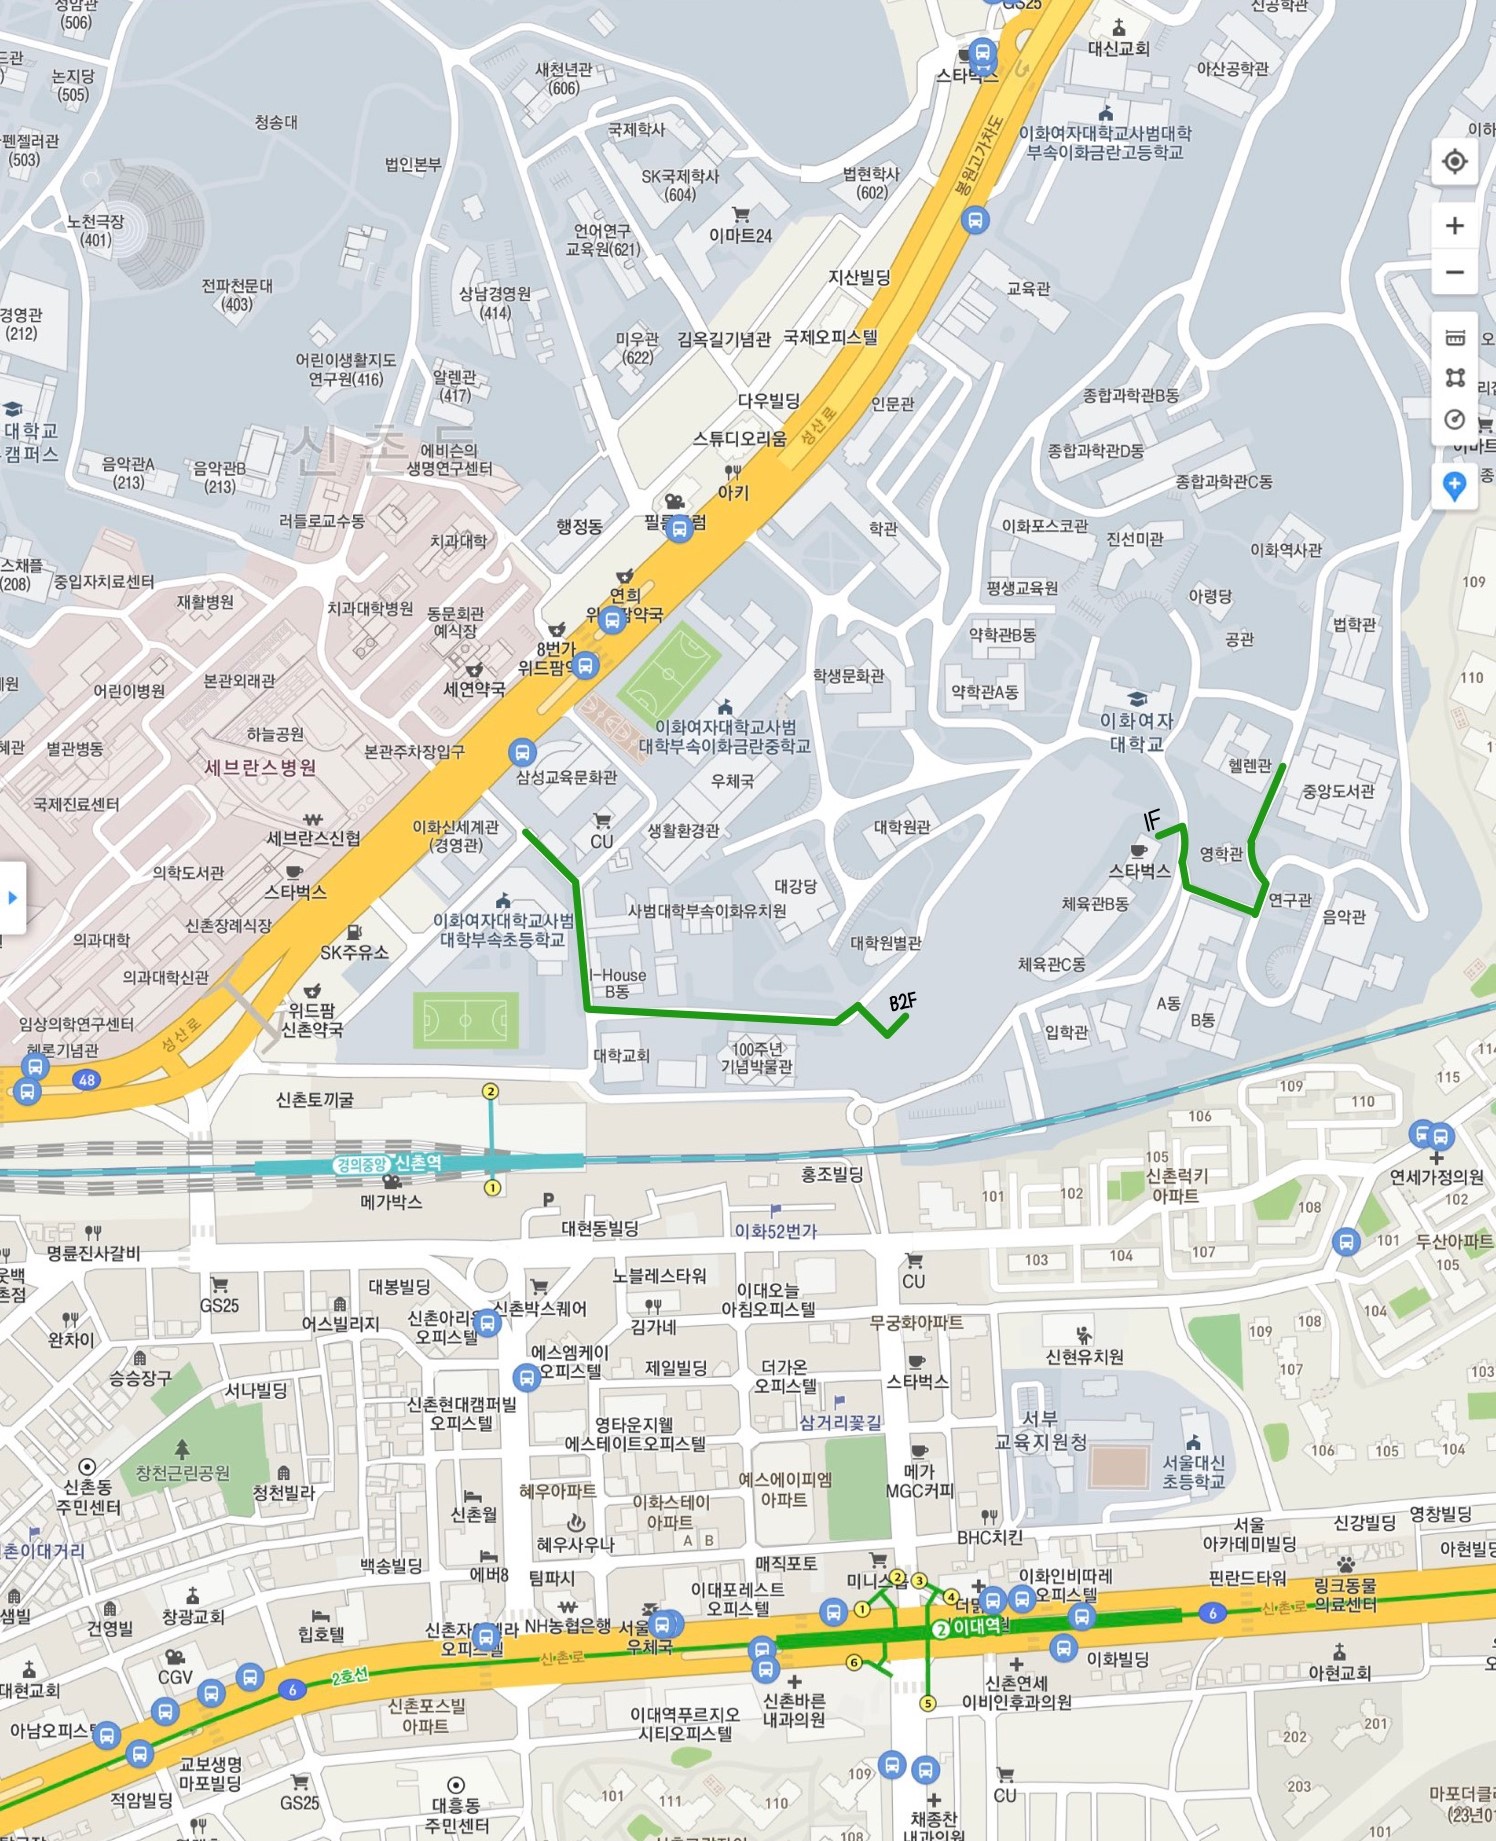 정암관
(506)
GS25
신공학관
대신교회
논지당
(505)
새천년관
(606)
스타벅스
아산공학관
청송대
펜젤러관
(503)
국제학사
이화여자대학교사범대학
부속이화금란고등학교
법인본부
SK국제학사
(604)
법현학사
(602)
봉원고가차도
노천극장
(401)
언어연구
교육원(621)
이마트24
전파천문대
(403)
지산빌딩
교육관
상남경영원
(414)
경영관
(212)
미우관
(622)
김옥길기념관
국제오피스텔
어린이생활지도
연구원(416)
알렌관
(417)
다우빌딩
인문관
종합과학관B동
성산로
대학교
캠퍼스
신촌동
스튜디오리움
에비슨의
생명연구센터
종합과학관D동
음악관A
(213)
음악관B
(213)
아키
종합과학관C동
러들로교수동
행정동
학관
이화포스코관
치과대학
진선미관
이화역사관
스채플
(208)
중입자치료센터
재활병원
치과대학병원
연희
평생교육원
아령당
109
동문회관
예식장
법학관
8번가
약학관B동
공관
본관외래관
세연약국
학생문화관
약학관A동
110
어린이병원
하늘공원
이화여자대학교사범
대학부속이화금란중학교
이화여자
대학교
별관병동
본관주차장입구
세브란스병원
삼성교육문화관
우체국
헬렌관
중앙도서관
국제진료센터
세브란스신협
이화신세계관
(경영관)
CU
생활환경관
대학원관
1F
영학관
의학도서관
스타벅스
대강당
스타벅스
연구관
체육관B동
음악관
신촌장례식장
이화여자대학교사범
대학부속초등학교
사범대학부속이화유치원
의과대학
SK주유소
대학원별관
체육관C동
의과대학신관
I-House
B동
B2F
A동
B동
임상의학연구센터
위드팜
신촌약국
성산로
입학관
헤론기념관
대학교회
100주년
기념박물관
48
115
109
110
신촌토끼굴
2
106
경의중앙 신촌역
105
신촌럭키
아파트
홍조빌딩
연세가정의원
메가박스
1
101
102
102
P
108
대현동빌딩
이화52번가
101
두산아파트
명륜진사갈비
103
104
107
105
CU
노블레스타워
이대오늘
아침오피스텔
대봉빌딩
신촌박스퀘어
GS25
어스빌리지
김가네
무궁화아파트
104
완차이
109
108
신현유치원
승승장구
에스엠케이
오피스텔
제일빌딩
더가온
오피스텔
스타벅스
107
103
서나빌딩
신촌현대캠퍼빌
오피스텔
영타운지웰
에스테이트오피스텔
삼거리꽃길
서부
교육지원청
106
105
104
창천근린공원
메가
MGC커피
서울대신
초등학교
신촌동
주민센터
청천빌라
혜우아파트
이화스테이
아파트
예스에이피엠
아파트
신촌월
A
B
BHC치킨
서울
아카데미빌딩
신강빌딩
영창빌딩
혜우사우나
촌이대거리
백송빌딩
매직포토
아현빌딩
에버8
팀파시
이대포레스트
오피스텔
2
3
4
1
이화인비따레
오피스텔
핀란드타워
링크동물
의료센터
샘빌
건영빌
창광교회
힙호텔
NH농협은행
우체국
2 이대역
6
신촌로
신촌로
6
이화빌딩
아현교회
CGV
2호선
신촌연세
이비인후과의원
대현교회
6
신촌포스빌
아파트
신촌바른
내과의원
5
이대역푸르지오
시티오피스텔
201
202
교보생명
마포빌딩
109
적암빌딩
GS25
대흥동
주민센터
101
111
110
CU
203
채종찬
내과의원
108
101